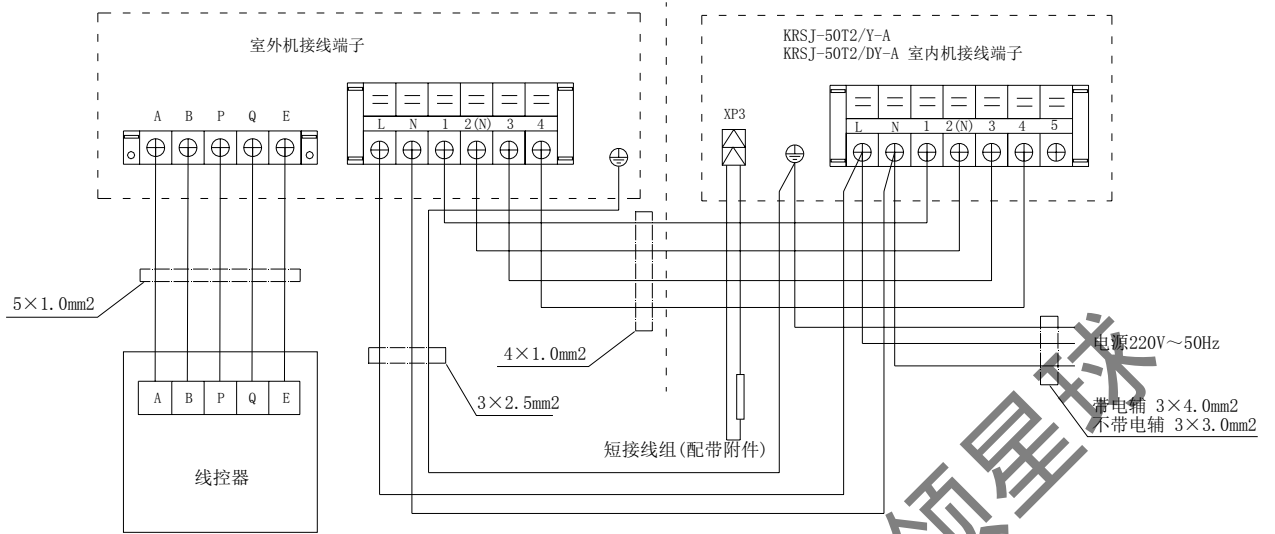 室外机接线端子
KRSJ-50T2/Y-A
KRSJ-50T2/DY-A 室内机接线端子
A B P Q E
L N 1 2(N) 3 4
XP3
L N 1 2(N) 3 4 5
5×1.0mm2
4×1.0mm2
3×2.5mm2
电源220V～50Hz
带电辅 3×4.0mm2
不带电辅 3×3.0mm2
A B P Q E
线控器
短接线组(配带附件)
领星球